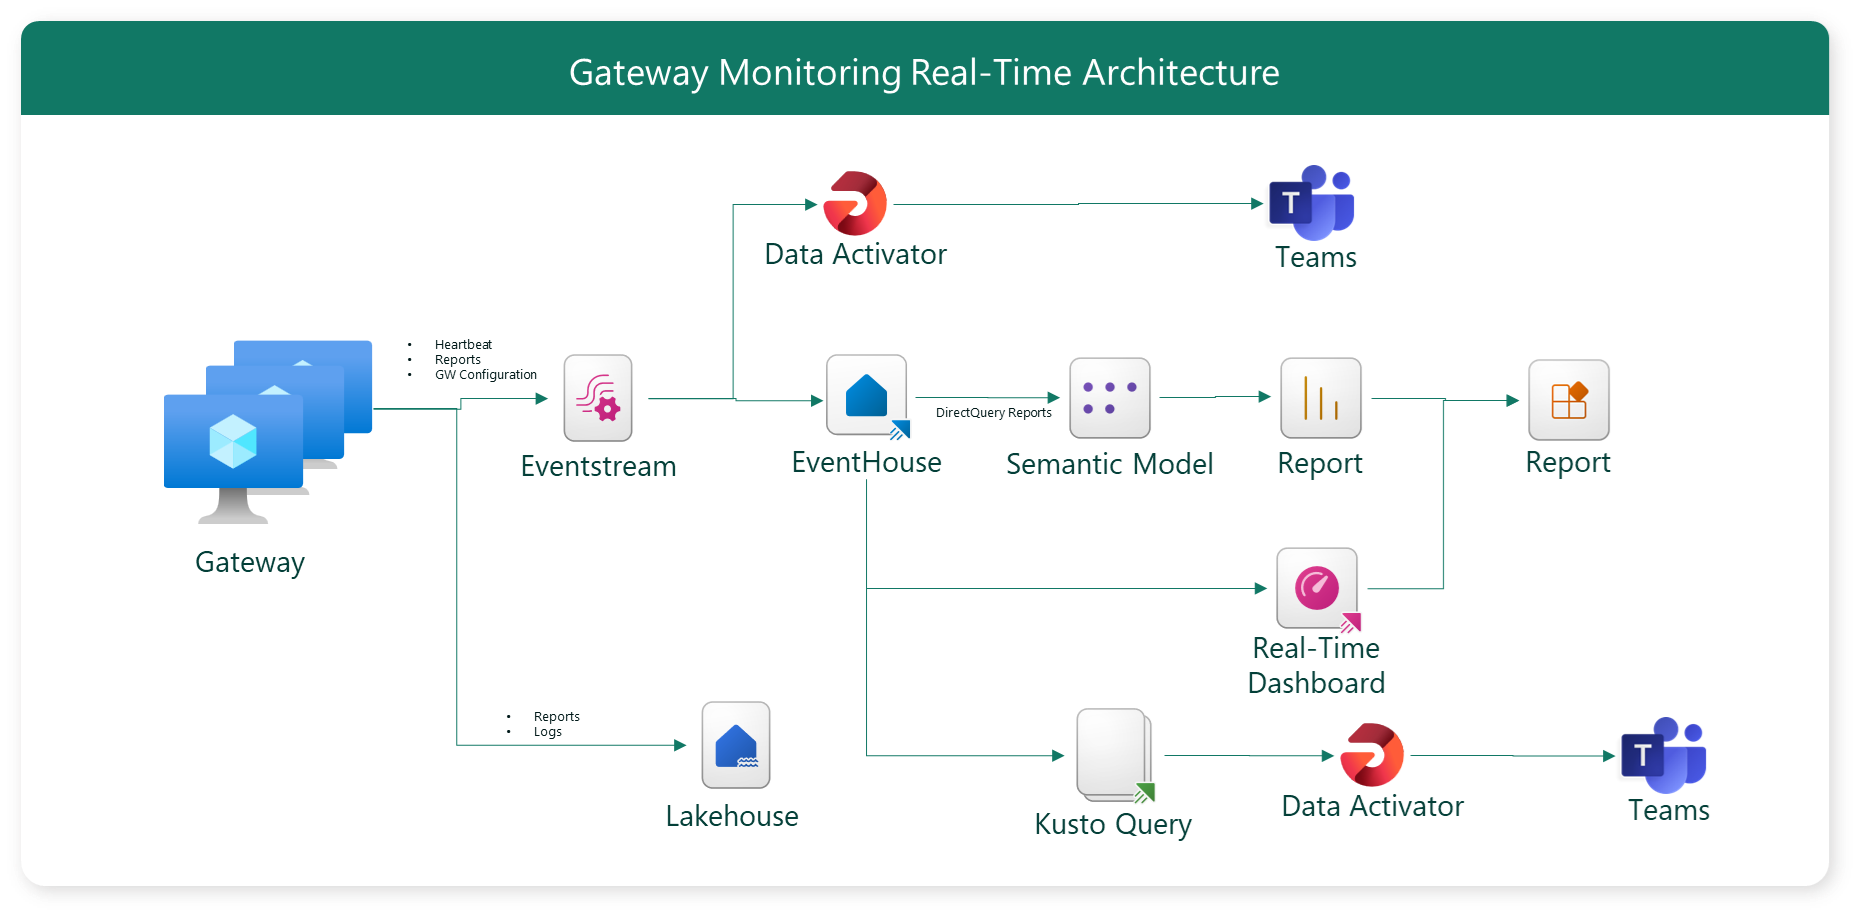 Gateway Monitoring Real-Time Architecture
T
Data Activator
Teams
• Heartbeat
• Reports
• GW Configuration
DirectQuery Reports
Eventstream
EventHouse
Semantic Model
Report
Report
Gateway
Real-Time
Dashboard
• Reports
• Logs
T
Lakehouse
Kusto Query
Data Activator
Teams